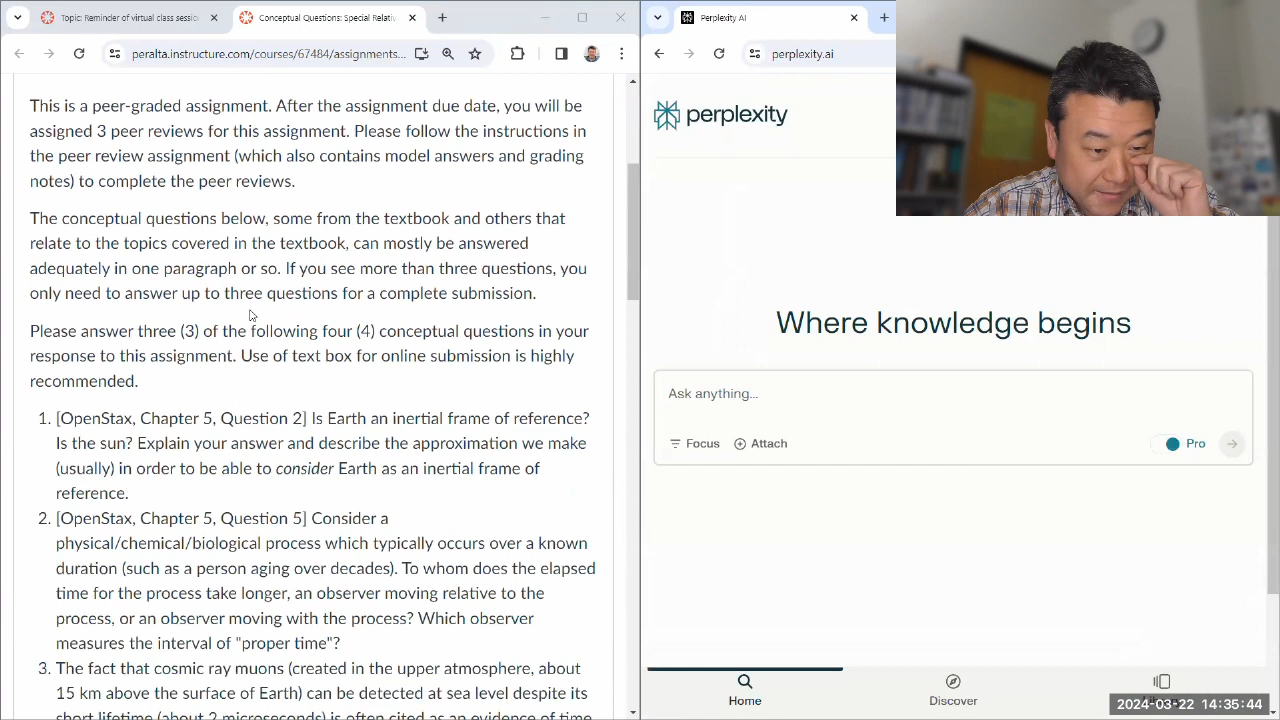 Topic: Reminder of virtual class sessi
Conceptual Questions: Special Relativ
Perplexity AI
peralta.instructure.com/courses/67484/assignments...
perplexity.ai
This is a peer-graded assignment. After the assignment due date, you will be
assigned 3 peer reviews for this assignment. Please follow the instructions in
the peer review assignment (which also contains model answers and grading
notes) to complete the peer reviews.
The conceptual questions below, some from the textbook and others that
relate to the topics covered in the textbook, can mostly be answered
adequately in one paragraph or so. If you see more than three questions, you
only need to answer up to three questions for a complete submission.
Please answer three (3) of the following four (4) conceptual questions in your
response to this assignment. Use of text box for online submission is highly
recommended.
1. [OpenStax, Chapter 5, Question 2] Is Earth an inertial frame of reference?
Is the sun? Explain your answer and describe the approximation we make
(usually) in order to be able to consider Earth as an inertial frame of
reference.
2. [OpenStax, Chapter 5, Question 5] Consider a
physical/chemical/biological process which typically occurs over a known
duration (such as a person aging over decades). To whom does the elapsed
time for the process take longer, an observer moving relative to the
process, or an observer moving with the process? Which observer
measures the interval of "proper time"?
3. The fact that cosmic ray muons (created in the upper atmosphere, about
15 km above the surface of Earth) can be detected at sea level despite its
short lifetime (about 2 microseconds) is often cited as an evidence of time
perplexity
Where knowledge begins
Ask anything...
Focus
Attach
Pro
Home
Discover
2024-03-22 14:35:44